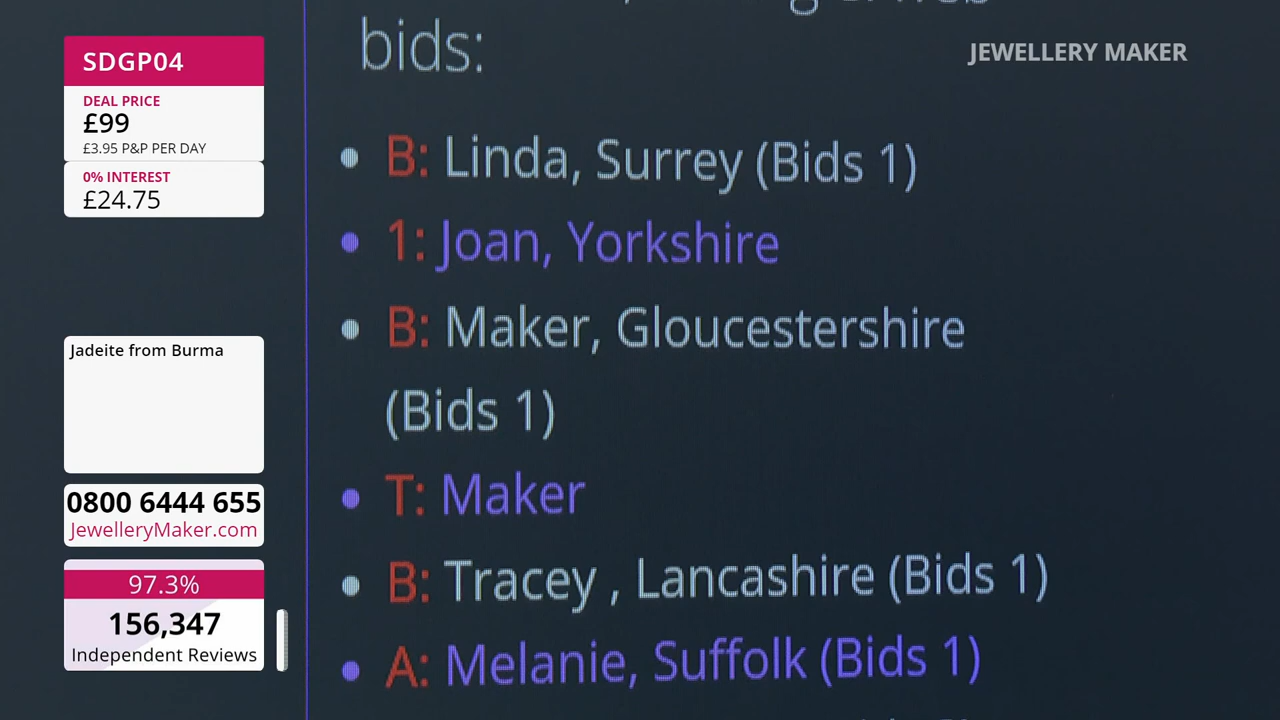 SDGP04
DEAL PRICE
£99
£3.95 P&P PER DAY
0% INTEREST
£24.75
Jadeite from Burma
0800 6444 655
JewelleryMaker.com
97.3%
156,347
Independent Reviews
JEWELLERY MAKER
bids:
• B: Linda, Surrey (Bids 1)
• 1: Joan, Yorkshire
• B: Maker, Gloucestershire
(Bids 1)
• T: Maker
• B: Tracey , Lancashire (Bids 1)
• A: Melanie, Suffolk (Bids 1)